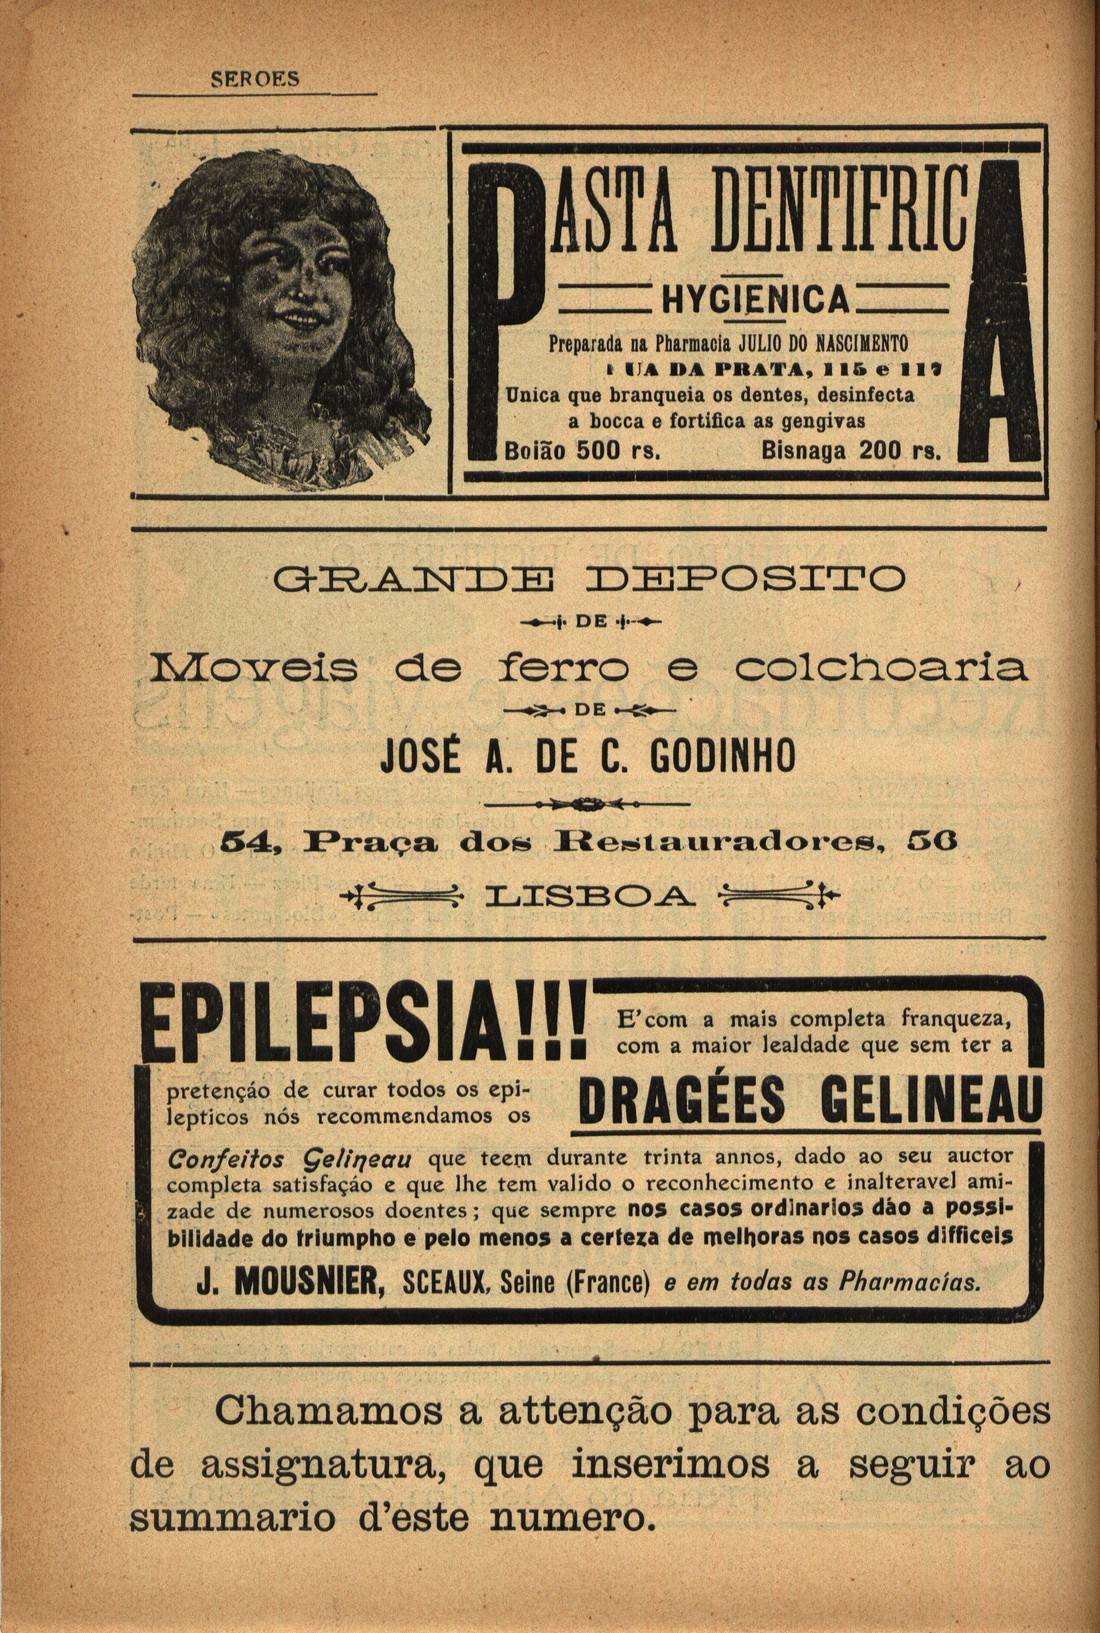 SEROES
PASTA DENTIFRICA
HYGIENICA
Preparada na Pharmacia JULIO DO NASCIMENTO
UA DA PRATA, 115 e 117
Unica que branqueia os dentes, desinfecta
a bocca e fortifica as gengivas
Boião 500 rs. Bisnaga 200 rs.
GRANDE DEPOSITO
DE
Moveis de ferro e colchoaria
DE
JOSÉ A. DE C. GODINHO
54, Praça dos Restauradores, 56
LISBOA
EPILEPSIA!!!
E'com a mais completa franqueza,
com a maior lealdade que sem ter a
pretenção de curar todos os epi-
lepticos nós recommendamos os
DRAGÉES GELINEAU
Confeitos Gelineau que teem durante trinta annos, dado ao seu auctor
completa satisfação e que lhe tem valido o reconhecimento e inalteravel ami-
zade de numerosos doentes; que sempre nos casos ordinarios dão a possi-
bilidade do triumpho e pelo menos a certeza de melhoras nos casos difficeis
J. MOUSNIER, SCEAUX, Seine (France) e em todas as Pharmacias.
Chamamos a attenção para as condições
de assignatura, que inserimos a seguir ao
summario d'este numero.